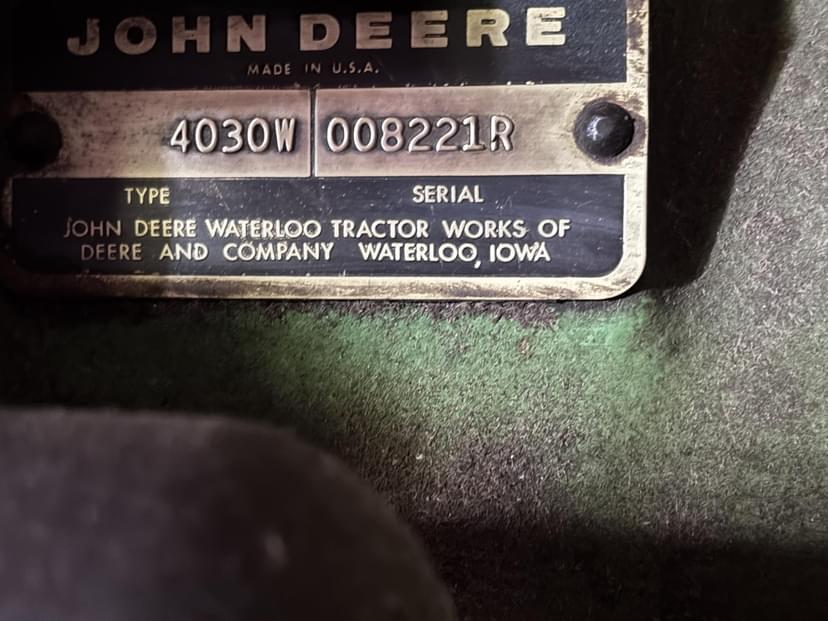 JOHN DEERE
MADE IN U.S.A.
4030W 008221R
TYPE SERIAL
JOHN DEERE WATERLOO TRACTOR WORKS OF
DEERE AND COMPANY WATERLOO, IOWA